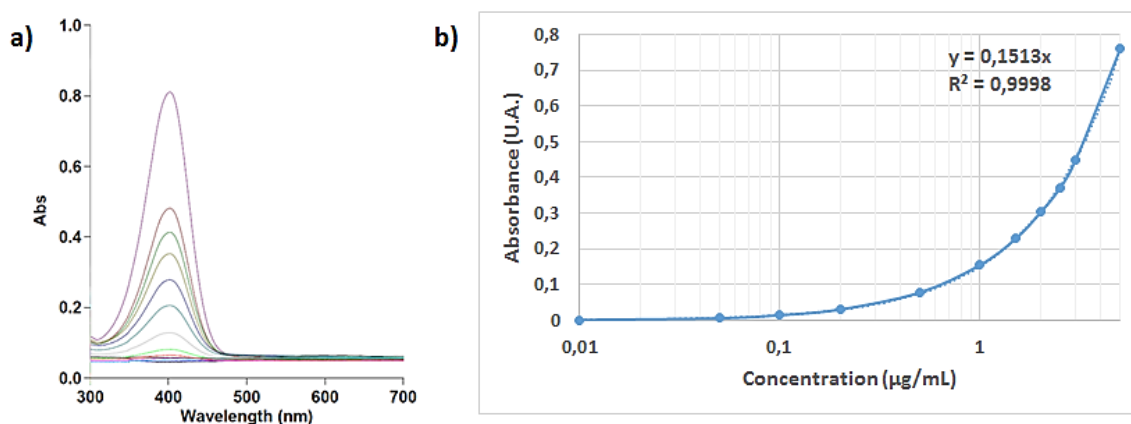 a)
1.0
0.8
0.6
0.4
0.2
0.0
Abs
300 400 500 600 700
Wavelength (nm)
b)
y = 0,1513x
R² = 0,9998
0,8
0,7
0,6
0,5
0,4
0,3
0,2
0,1
0
Absorbance (U.A.)
0,01 0,1 1
Concentration (µg/mL)